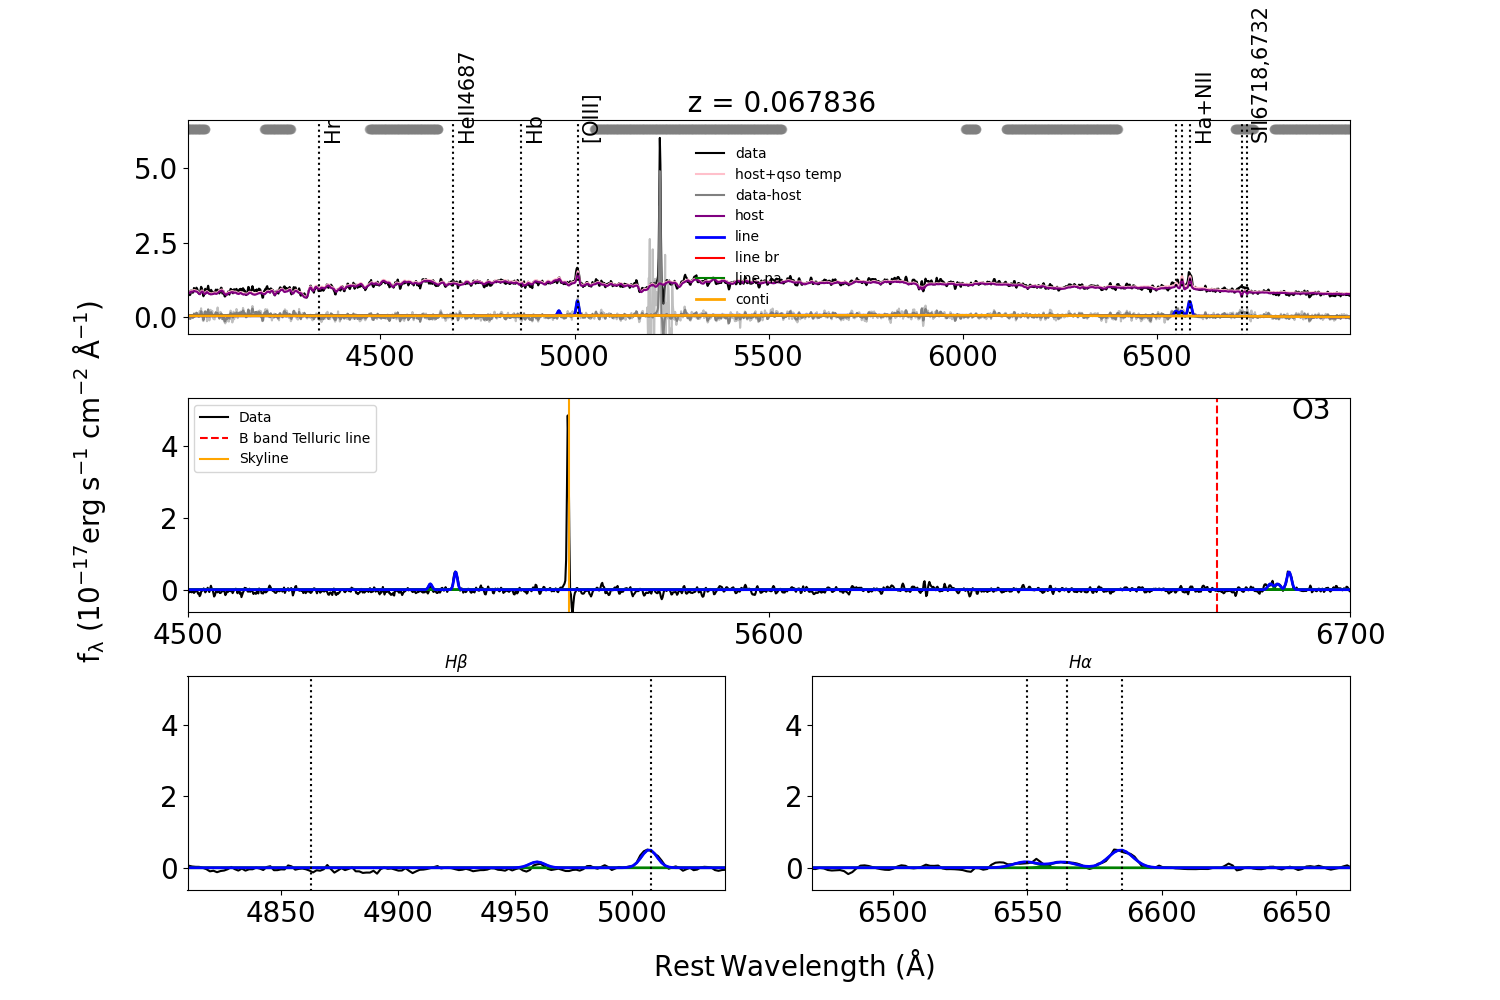 z = 0.067836
Hr
HeII4687
Hb
[OIII]
Ha+NII
SII6718,6732
data
host+qso temp
data-host
host
line
line br
line na
conti
5.0
2.5
0.0
4500 5000 5500 6000 6500
O3
Data
B band Telluric line
Skyline
4
2
0
4500 5600 6700
fλ (10−17erg s−1 cm−2 Å−1)
Hβ
4
2
0
4850 4900 4950 5000
Hα
4
2
0
6500 6550 6600 6650
Rest Wavelength (Å)